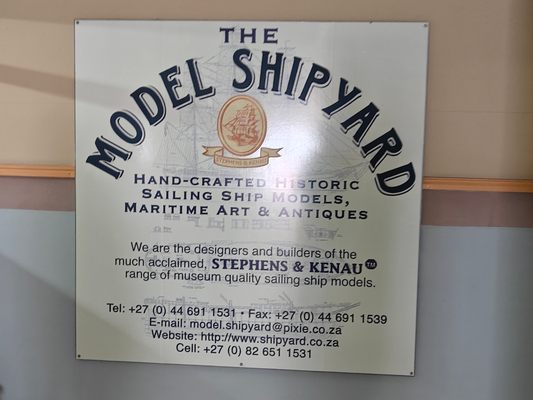 THE
MODEL SHIPYARD
STEPHENS & KENAU
HAND-CRAFTED HISTORIC
SAILING SHIP MODELS,
MARITIME ART & ANTIQUES
We are the designers and builders of the
much acclaimed, STEPHENS & KENAU™
range of museum quality sailing ship models.
Tel: +27 (0) 44 691 1531 • Fax: +27 (0) 44 691 1539
E-mail: model.shipyard@pixie.co.za
Website: http://www.shipyard.co.za
Cell: +27 (0) 82 651 1531